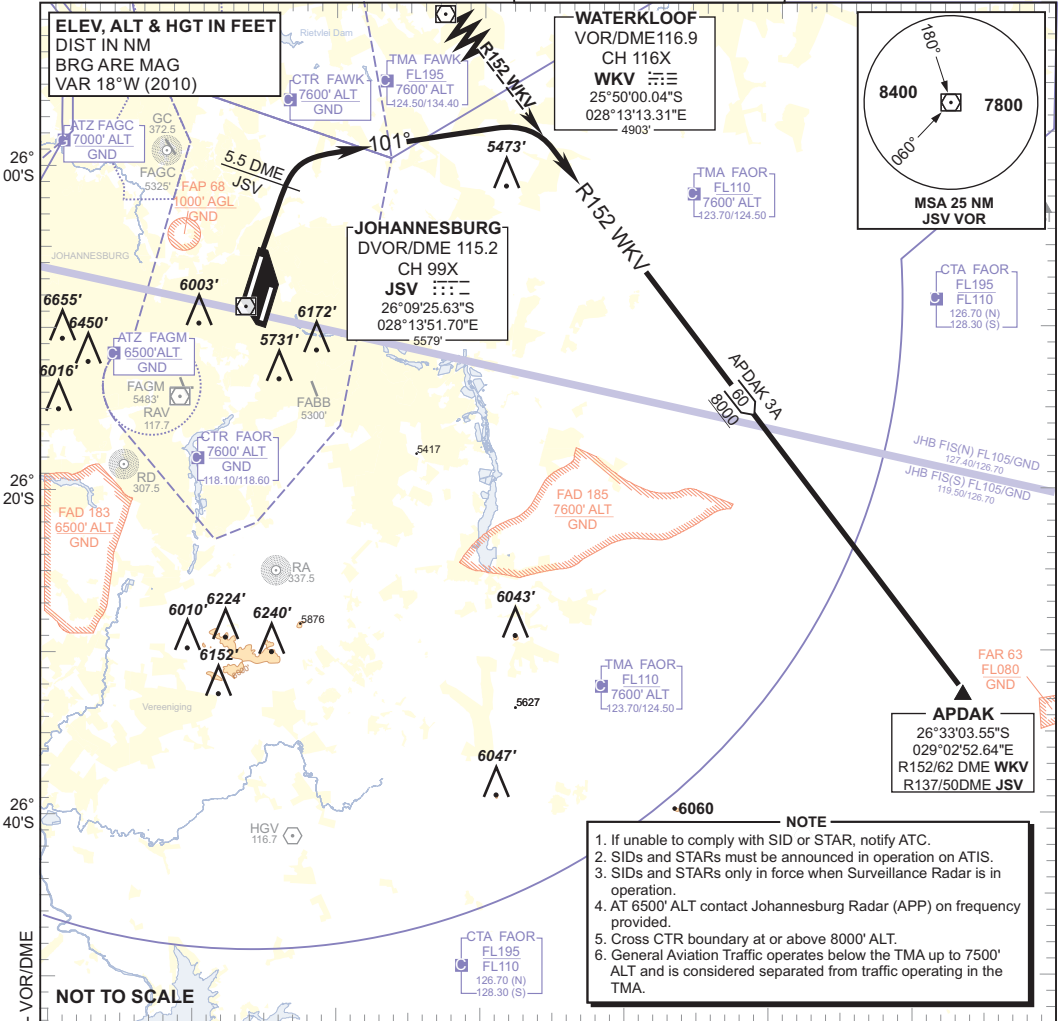 ELEV, ALT & HGT IN FEET
DIST IN NM
BRG ARE MAG
VAR 18°W (2010)
Rietvlei Dam
CTR FAWK
7600' ALT
GND
TMA FAWK
FL195
7600' ALT
124.50/134.40
R152 WKV
WATERKLOOF
VOR/DME116.9
CH 116X
WKV
25°50'00.04"S
028°13'13.31"E
4903'
180°
8400
7800
060°
MSA 25 NM
JSV VOR
ATZ FAGC
7000' ALT
GND
GC
372.5
FAGC
5325'
26°
00'S
FAP 68
1000' AGL
GND
5.5 DME
JSV
101°
5473'
R152 WKV
TMA FAOR
FL110
7600' ALT
123.70/124.50
JOHANNESBURG
JOHANNESBURG
DVOR/DME 115.2
CH 99X
JSV
26°09'25.63"S
028°13'51.70"E
5579'
CTA FAOR
FL195
FL110
126.70 (N)
128.30 (S)
6655'
6450'
6016'
6003'
6172'
5731'
ATZ FAGM
6500'ALT
GND
FAGM
5483'
RAV
117.7
FABB
5300'
APDAK 3A
60
8000
CTR FAOR
7600' ALT
GND
118.10/118.60
5417
JHB FIS(N) FL105/GND
127.40/126.70
JHB FIS(S) FL105/GND
119.50/126.70
RD
307.5
26°
20'S
FAD 183
6500' ALT
GND
FAD 185
7600' ALT
GND
RA
337.5
6010'
6224'
6240'
6152'
5876
6043'
Vereeniging
5627
TMA FAOR
FL110
7600' ALT
123.70/124.50
FAR 63
FL080
GND
APDAK
26°33'03.55"S
029°02'52.64"E
R152/62 DME WKV
R137/50DME JSV
6047'
6060
26°
40'S
HGV
116.7
NOTE
1. If unable to comply with SID or STAR, notify ATC.
2. SIDs and STARs must be announced in operation on ATIS.
3. SIDs and STARs only in force when Surveillance Radar is in
operation.
4. AT 6500' ALT contact Johannesburg Radar (APP) on frequency
provided.
5. Cross CTR boundary at or above 8000' ALT.
6. General Aviation Traffic operates below the TMA up to 7500'
ALT and is considered separated from traffic operating in the
TMA.
CTA FAOR
FL195
FL110
126.70 (N)
128.30 (S)
- VOR/DME
NOT TO SCALE
C
C
C
C
C
C
C
C
C